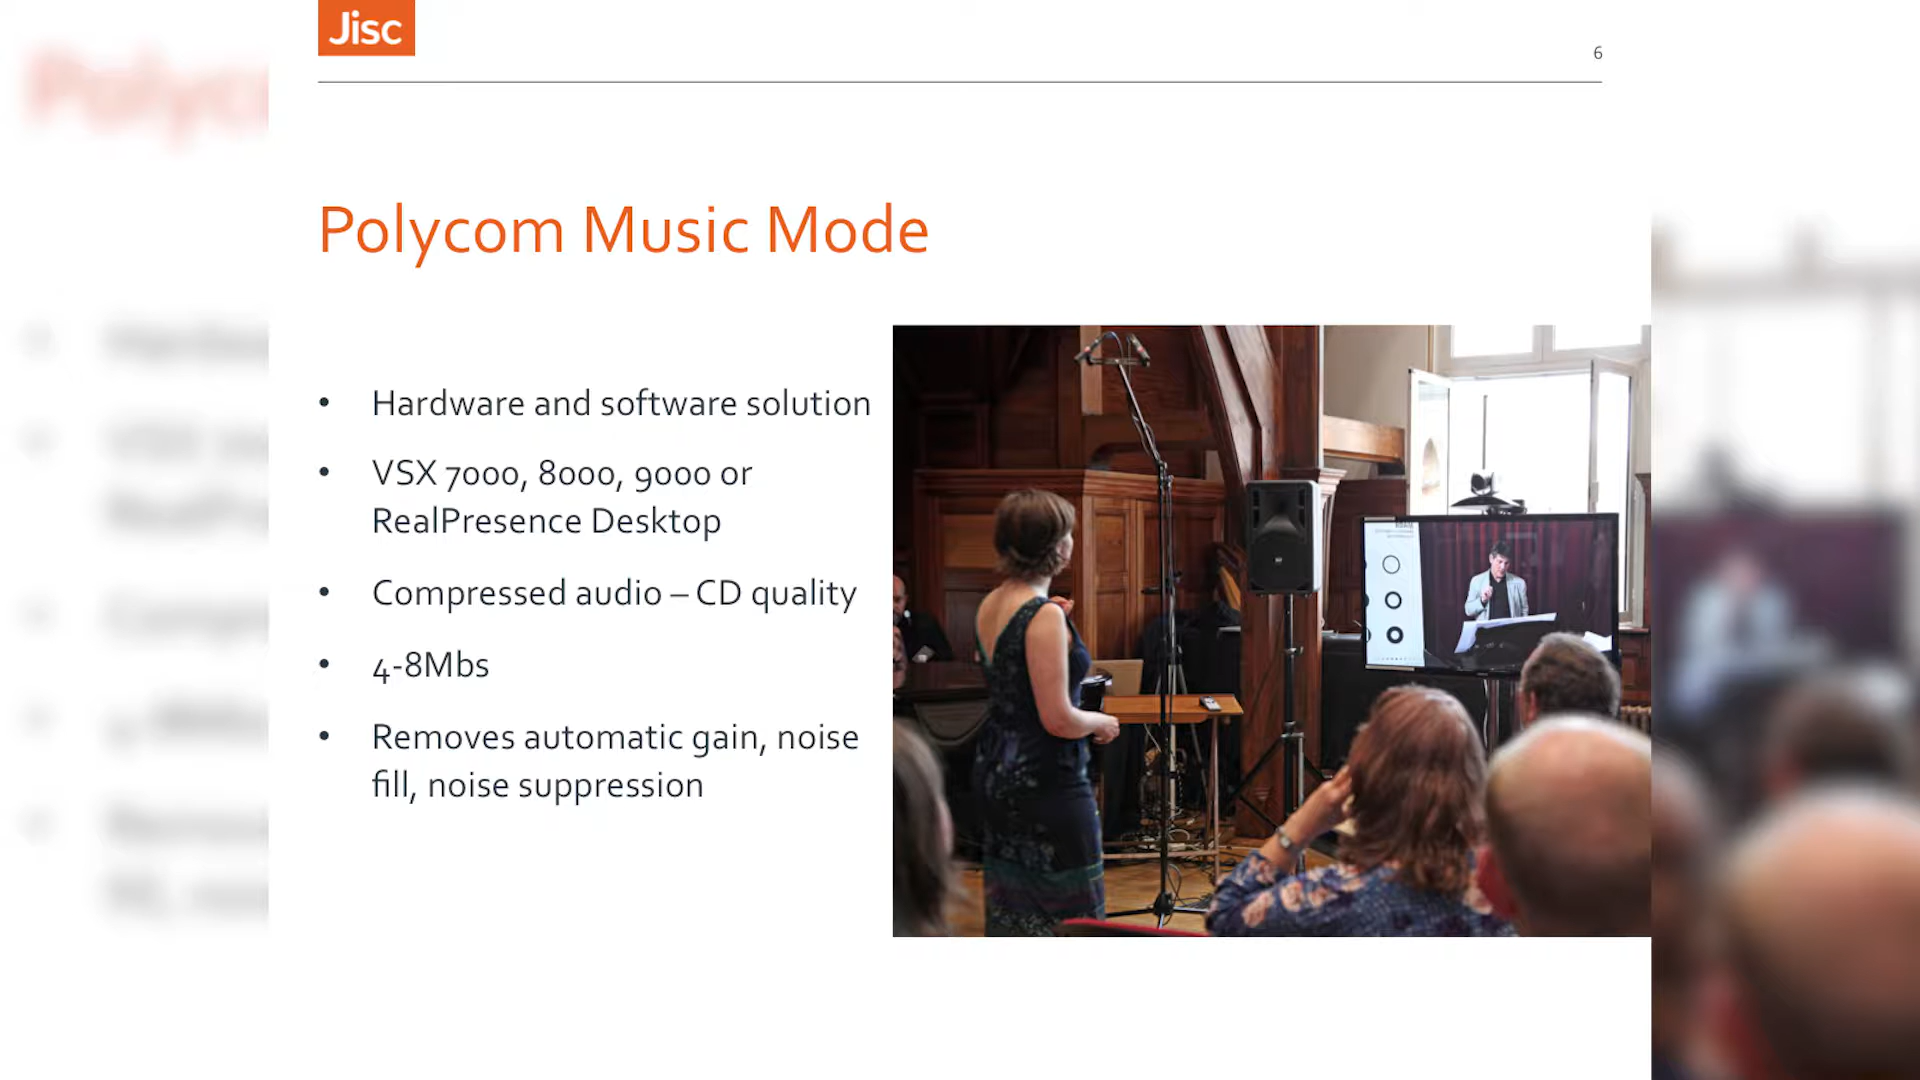 Jisc
6
Polycom Music Mode
• Hardware and software solution
• VSX 7000, 8000, 9000 or
RealPresence Desktop
• Compressed audio – CD quality
• 4-8Mbs
• Removes automatic gain, noise
fill, noise suppression